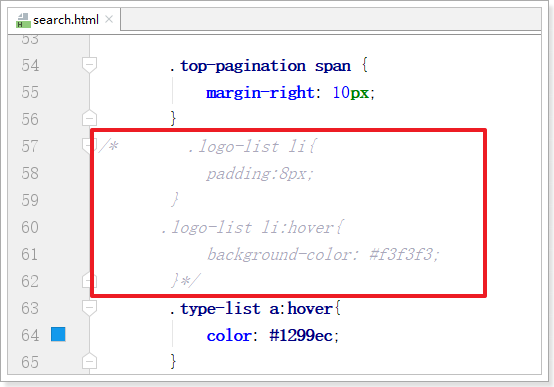 search.html
53
54 .top-pagination span {
55 margin-right: 10px;
56 }
57 /* .logo-list li{
58 padding:8px;
59 }
60 .logo-list li:hover{
61 background-color: #f3f3f3;
62 }*/
63 .type-list a:hover{
64 color: #1299ec;
65 }